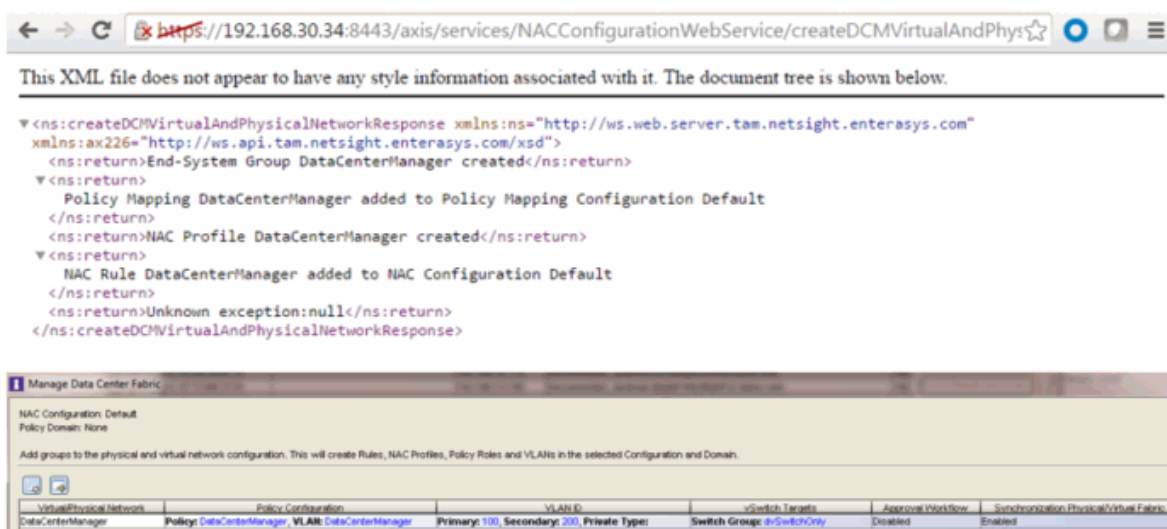 https://192.168.30.34:8443/axis/services/NACConfigurationWebService/createDCMVirtualAndPhys
This XML file does not appear to have any style information associated with it. The document tree is shown below.
▼<ns:createDCMVirtualAndPhysicalNetworkResponse xmlns:ns="http://ws.web.server.tam.netsight.enterasys.com"
xmlns:ax226="http://ws.api.tam.netsight.enterasys.com/xsd">
<ns:return>End-System Group DataCenterManager created</ns:return>
▼<ns:return>
Policy Mapping DataCenterManager added to Policy Mapping Configuration Default
</ns:return>
<ns:return>NAC Profile DataCenterManager created</ns:return>
▼<ns:return>
NAC Rule DataCenterManager added to NAC Configuration Default
</ns:return>
<ns:return>Unknown exception:null</ns:return>
</ns:createDCMVirtualAndPhysicalNetworkResponse>
Manage Data Center Fabric
NAC Configuration: Default
Policy Domain: None
Add groups to the physical and virtual network configuration. This will create Rules, NAC Profiles, Policy Roles and VLANs in the selected Configuration and Domain.
Virtual/Physical Network Policy Configuration VLAN ID vSwitch Targets Approval Workflow Synchronization Physical/Virtual Fabric
DataCenterManager Policy: DataCenterManager, VLAN: DataCenterManager Primary: 100, Secondary: 200, Private Type: Switch Group: dvSwitchOnly Disabled Enabled